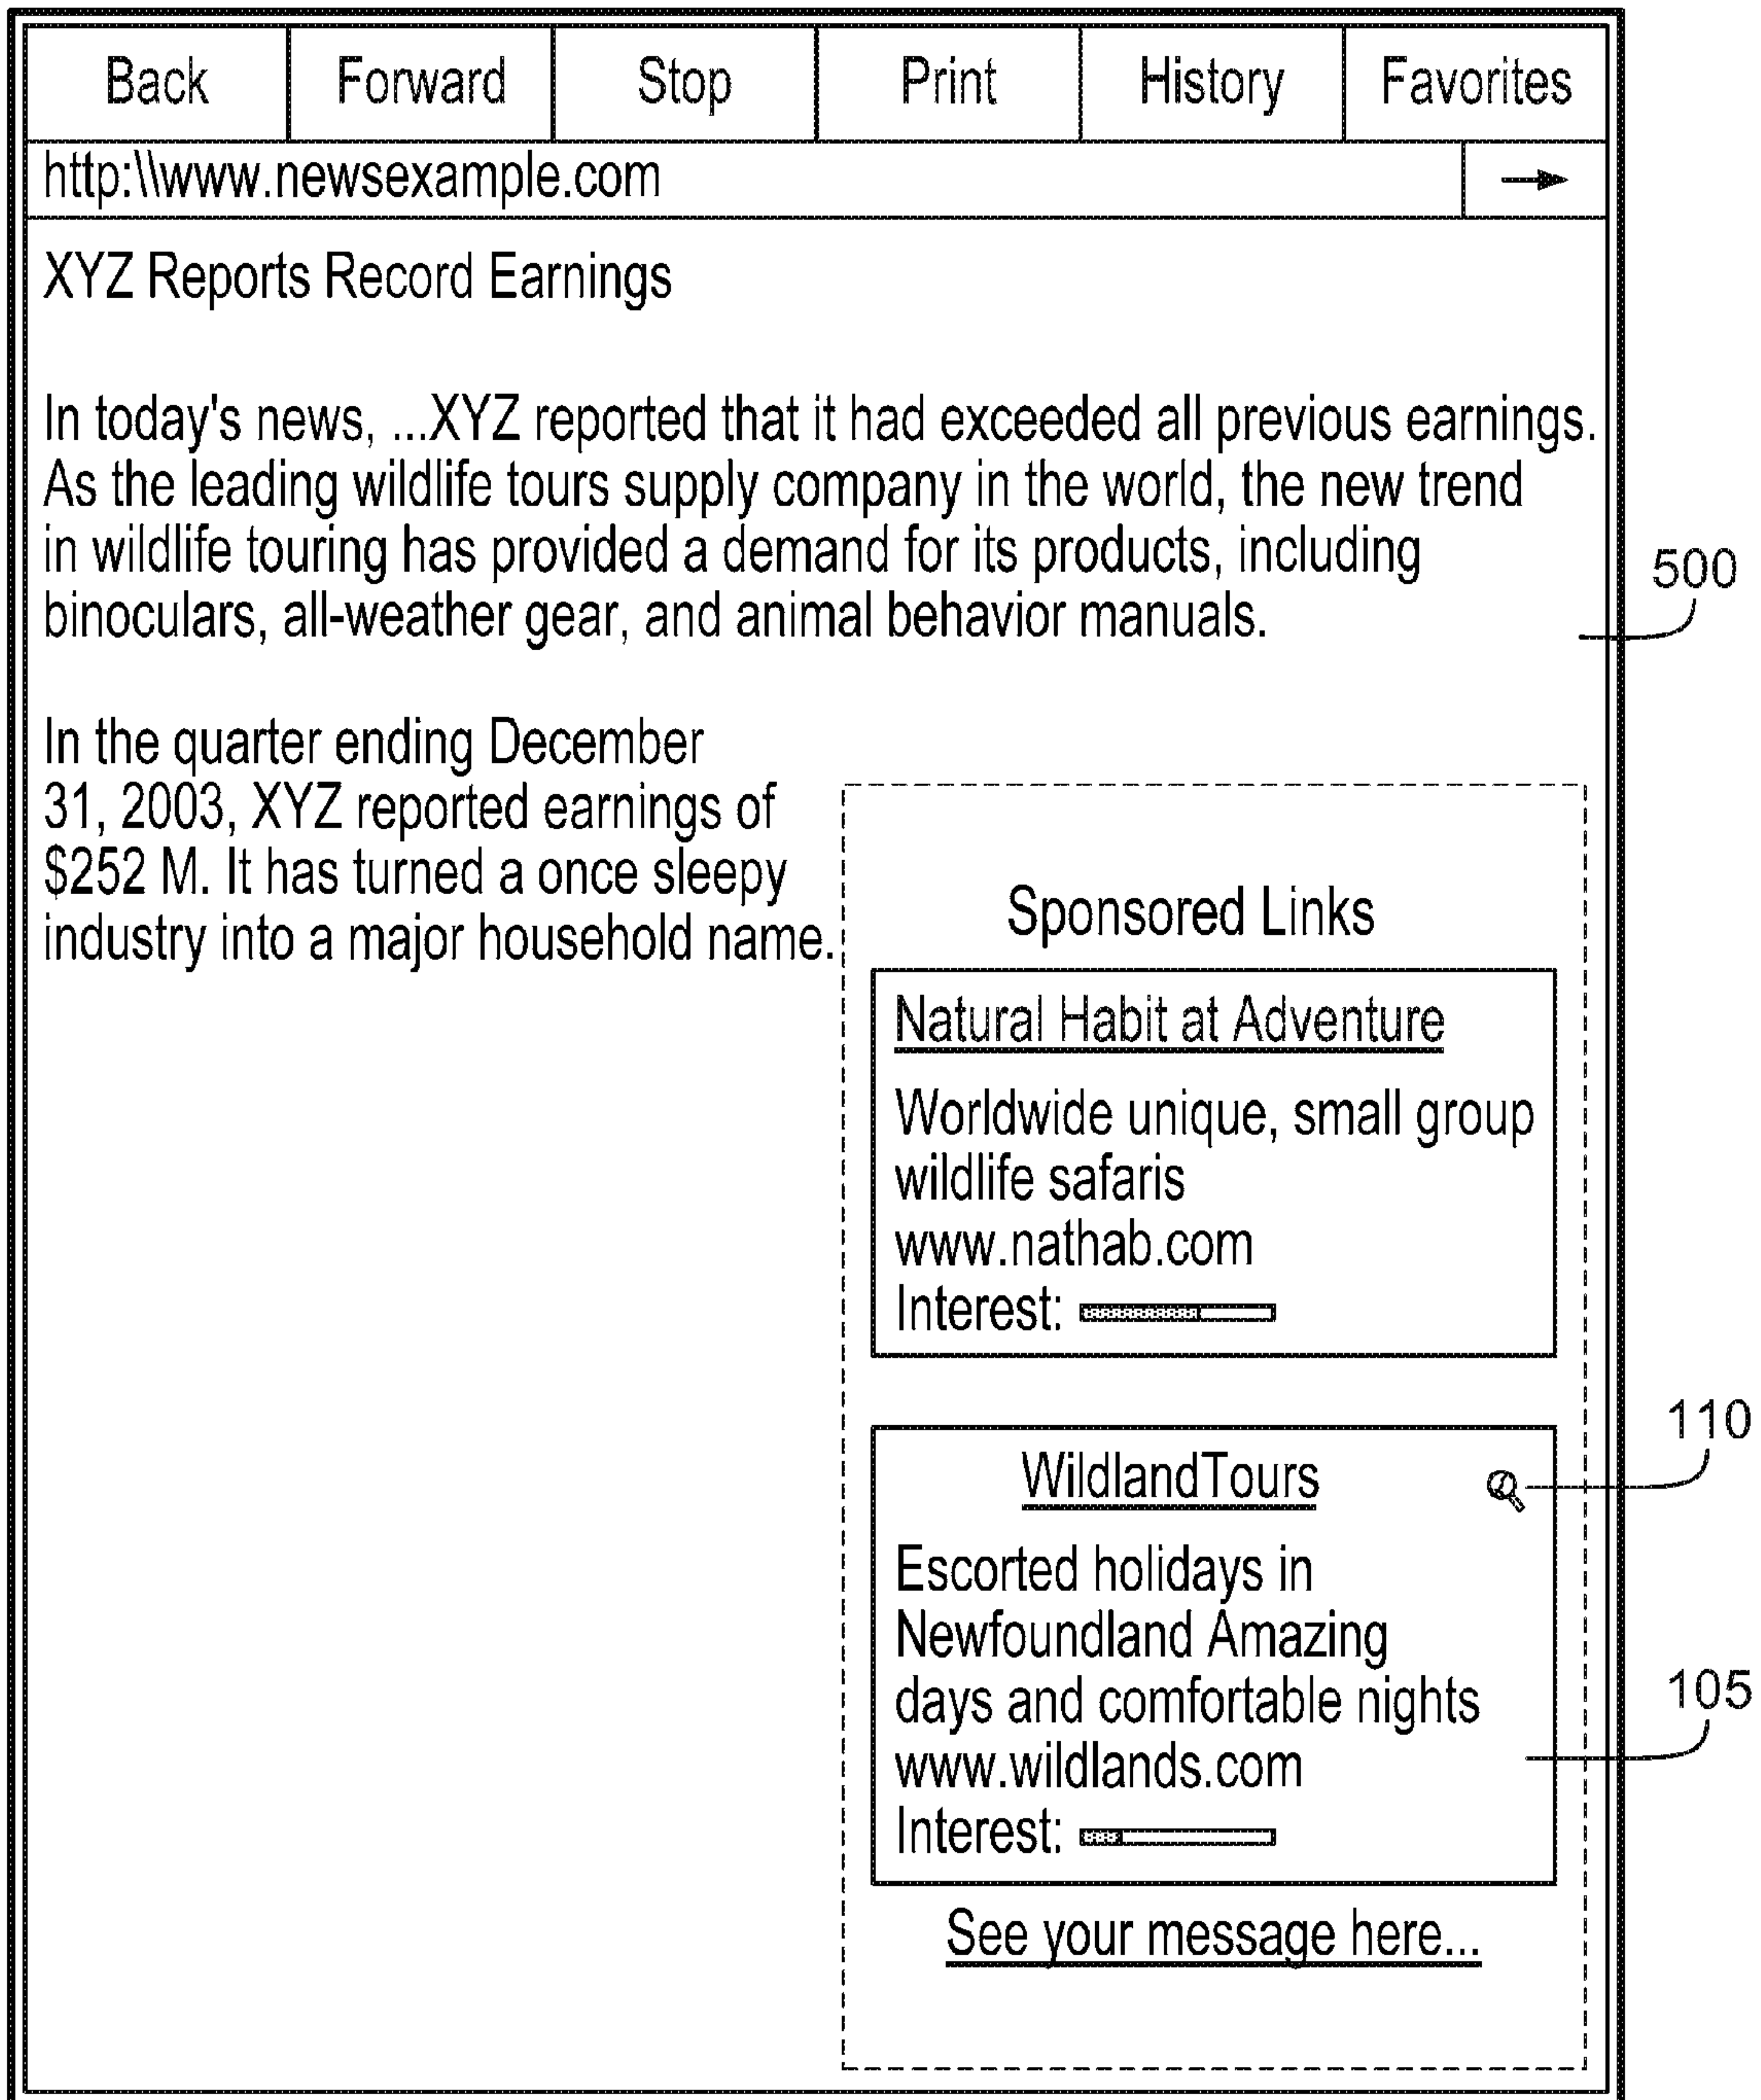 Back Forward Stop Print History Favorites
http:\\www.newsexample.com
XYZ Reports Record Earnings
In today's news, ...XYZ reported that it had exceeded all previous earnings.
As the leading wildlife tours supply company in the world, the new trend
in wildlife touring has provided a demand for its products, including
binoculars, all-weather gear, and animal behavior manuals.
500
In the quarter ending December
31, 2003, XYZ reported earnings of
$252 M. It has turned a once sleepy
industry into a major household name.
Sponsored Links
Natural Habit at Adventure
Worldwide unique, small group
wildlife safaris
www.nathab.com
Interest:
110
WildlandTours
Escorted holidays in
Newfoundland Amazing
days and comfortable nights
105
www.wildlands.com
Interest:
See your message here...